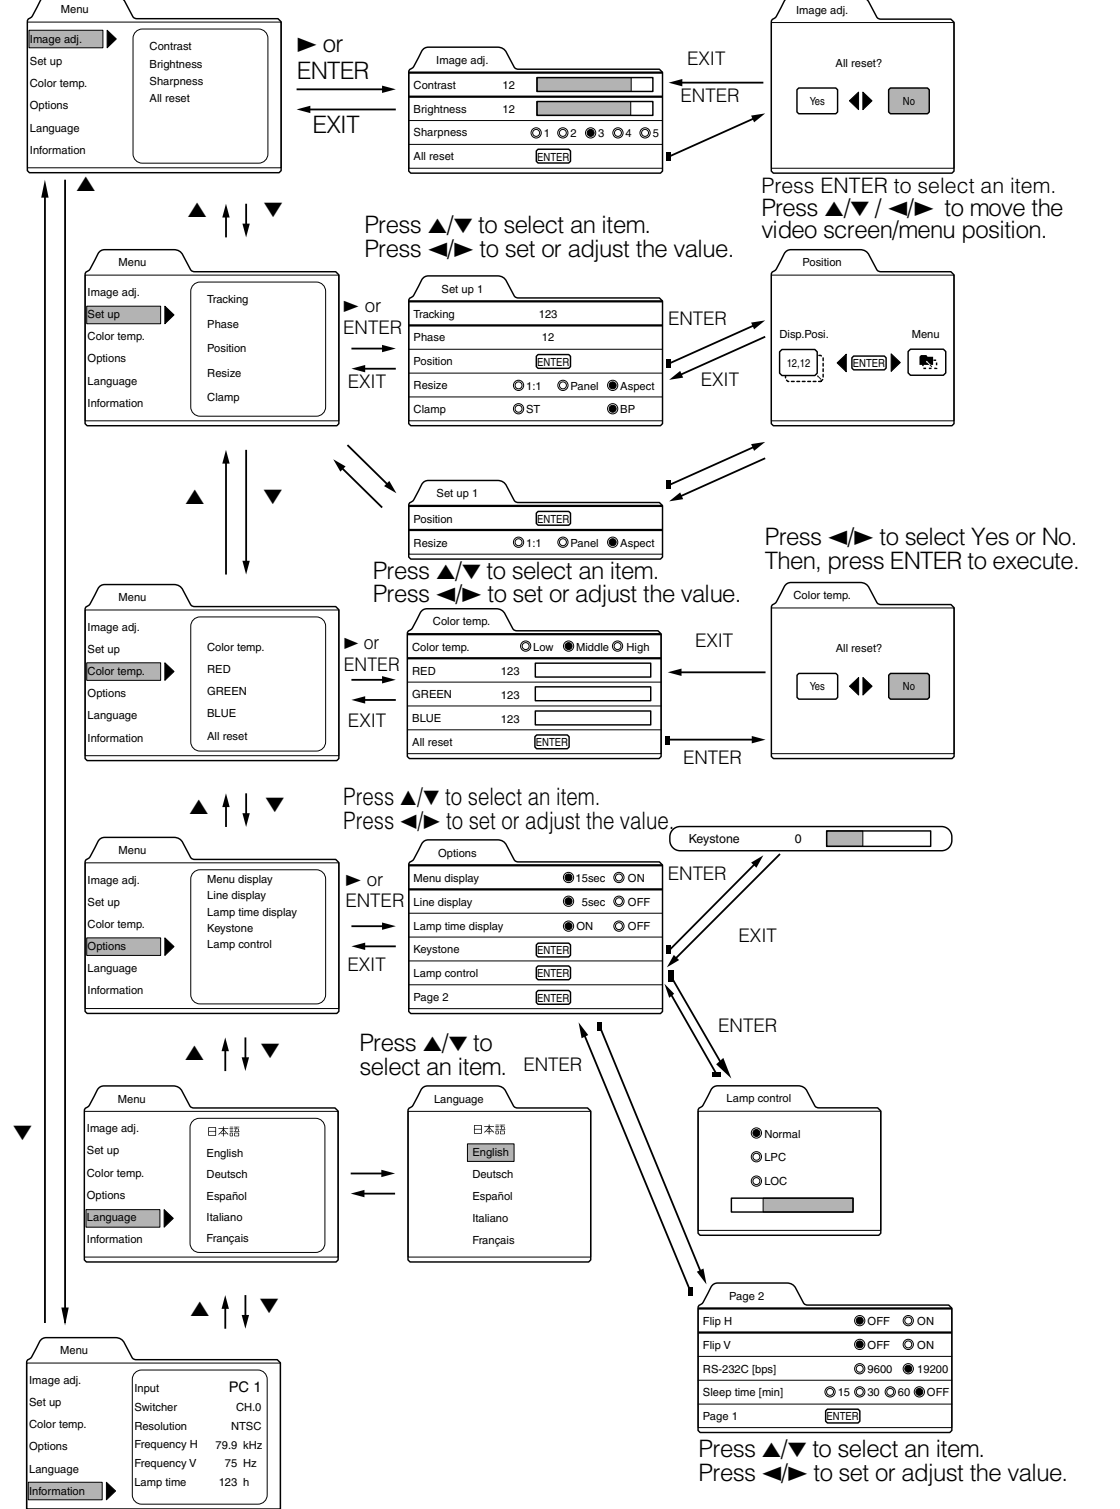 Menu
Image adj.
Set up
Color temp.
Options
Language
Information
Contrast
Brightness
Sharpness
All reset
▶ or
ENTER
EXIT
Image adj.
Contrast 12
Brightness 12
Sharpness 1 2 3 4 5
All reset ENTER
EXIT
ENTER
Image adj.
All reset?
Yes No
Press ENTER to select an item.
Press ▲/▼ / ◀/▶ to move the
video screen/menu position.
▲
▲ ▼
Press ▲/▼ to select an item.
Press ◀/▶ to set or adjust the value.
Menu
Image adj.
Set up
Color temp.
Options
Language
Information
Tracking
Phase
Position
Resize
Clamp
▶ or
ENTER
EXIT
Set up 1
Tracking 123
Phase 12
Position ENTER
Resize 1:1 Panel Aspect
Clamp ST BP
ENTER
EXIT
Position
Disp.Posi. Menu
12,12 ENTER
▲ ▼
Set up 1
Position ENTER
Resize 1:1 Panel Aspect
Press ▲/▼ to select an item.
Press ◀/▶ to set or adjust the value.
Press ◀/▶ to select Yes or No.
Then, press ENTER to execute.
Menu
Image adj.
Set up
Color temp.
Options
Language
Information
Color temp.
RED
GREEN
BLUE
All reset
▶ or
ENTER
EXIT
Color temp.
Color temp. Low Middle High
RED 123
GREEN 123
BLUE 123
All reset ENTER
EXIT
ENTER
Color temp.
All reset?
Yes No
▲ ▼
Press ▲/▼ to select an item.
Press ◀/▶ to set or adjust the value.
Menu
Image adj.
Set up
Color temp.
Options
Language
Information
Menu display
Line display
Lamp time display
Keystone
Lamp control
▶ or
ENTER
EXIT
Options
Menu display 15sec ON
Line display 5sec OFF
Lamp time display ON OFF
Keystone ENTER
Lamp control ENTER
Page 2 ENTER
Keystone 0
ENTER
EXIT
ENTER
▲ ▼
Press ▲/▼ to
select an item.
ENTER
Menu
Image adj.
Set up
Color temp.
Options
Language
Information
日本語
English
Deutsch
Español
Italiano
Français
Language
日本語
English
Deutsch
Español
Italiano
Français
Lamp control
Normal
LPC
LOC
▼
▲ ▼
Menu
Image adj.
Set up
Color temp.
Options
Language
Information
Input PC 1
Switcher CH.0
Resolution NTSC
Frequency H 79.9 kHz
Frequency V 75 Hz
Lamp time 123 h
Page 2
Flip H OFF ON
Flip V OFF ON
RS-232C [bps] 9600 19200
Sleep time [min] 15 30 60 OFF
Page 1 ENTER
Press ▲/▼ to select an item.
Press ◀/▶ to set or adjust the value.